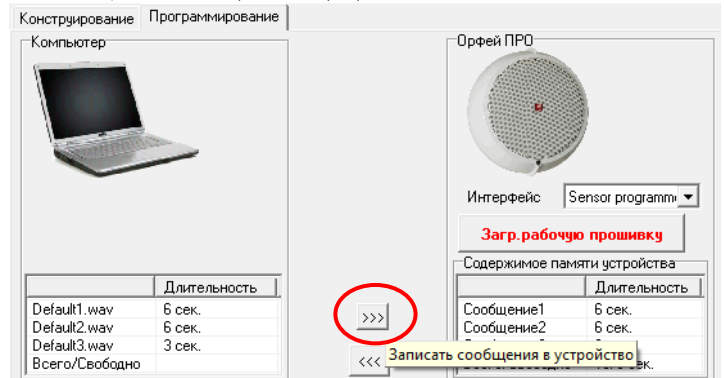 Конструирование Программирование
Компьютер
Орфей ПРО
Интерфейс Sensor programm
Загр.рабочую прошивку
Содержимое памяти устройства
Длительность
Длительность
Default1.wav 6 сек.
Default2.wav 6 сек.
Default3.wav 3 сек.
Всего/Свободно
>>>
<<<
Сообщение1 6 сек.
Сообщение2 6 сек.
Записать сообщения в устройство
сек.